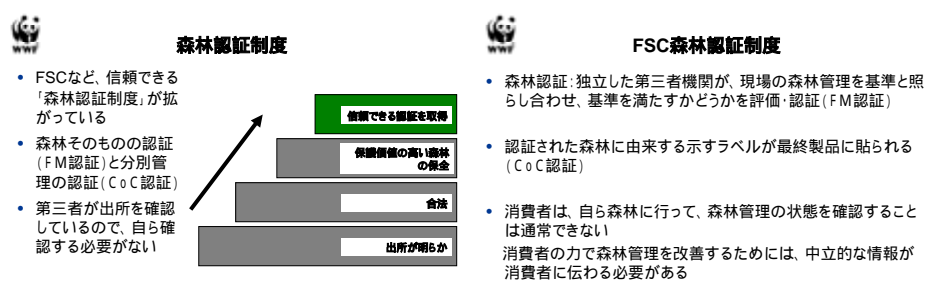 WWF
森林認証制度
• FSCなど、信頼できる
「森林認証制度」が拡
がっている
• 森林そのものの認証
(FM認証)と分別管
理の認証(CoC認証)
• 第三者が出所を確認
しているので、自ら確
認する必要がない
信頼できる認証を取得
保護価値の高い森林
の保全
合法
出所が明らか
WWF
FSC森林認証制度
• 森林認証:独立した第三者機関が、現場の森林管理を基準と照
らし合わせ、基準を満たすかどうかを評価・認証(FM認証)
• 認証された森林に由来する示すラベルが最終製品に貼られる
(CoC認証)
• 消費者は、自ら森林に行って、森林管理の状態を確認すること
は通常できない
消費者の力で森林管理を改善するためには、中立的な情報が
消費者に伝わる必要がある